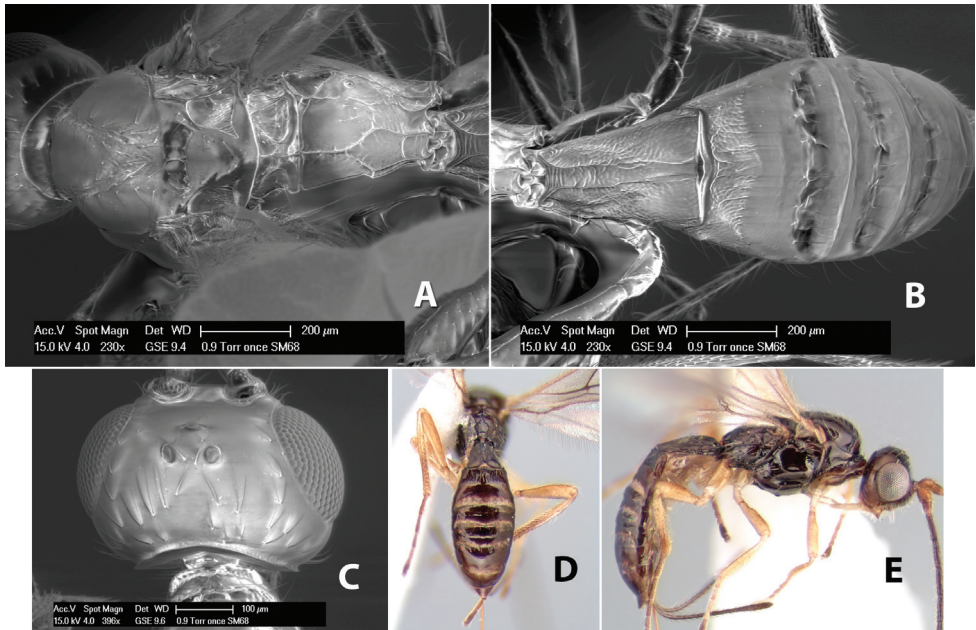 A
Acc.V Spot Magn Det WD 200 µm
15.0 kV 4.0 230x GSE 9.4 0.9 Torr once SM68
B
Acc.V Spot Magn Det WD 200 µm
15.0 kV 4.0 230x GSE 9.4 0.9 Torr once SM68
C
Acc.V Spot Magn Det WD 100 µm
15.0 kV 4.0 396x GSE 9.6 0.9 Torr once SM68
D
E